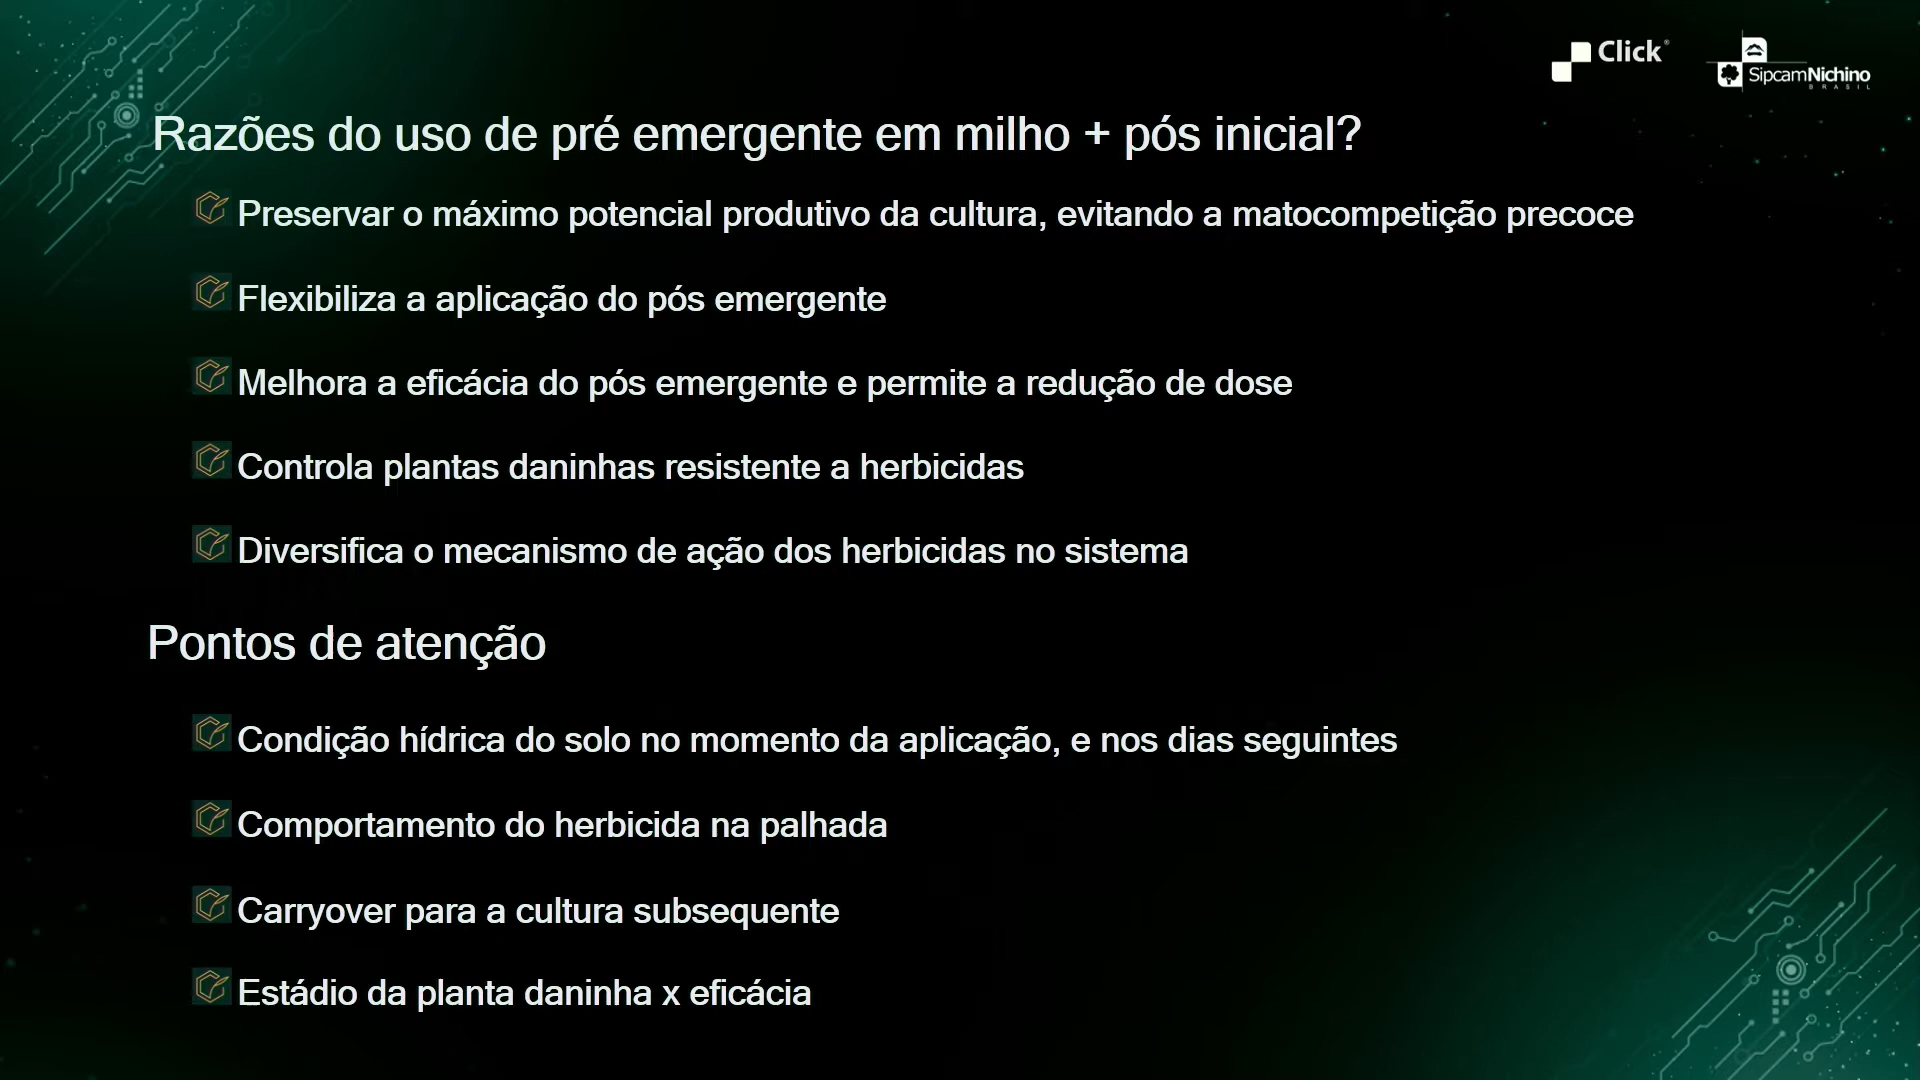 Click®
SipcamNichino
BRASIL
Razões do uso de pré emergente em milho + pós inicial?
Preservar o máximo potencial produtivo da cultura, evitando a matocompetição precoce
Flexibiliza a aplicação do pós emergente
Melhora a eficácia do pós emergente e permite a redução de dose
Controla plantas daninhas resistente a herbicidas
Diversifica o mecanismo de ação dos herbicidas no sistema
Pontos de atenção
Condição hídrica do solo no momento da aplicação, e nos dias seguintes
Comportamento do herbicida na palhada
Carryover para a cultura subsequente
Estádio da planta daninha x eficácia